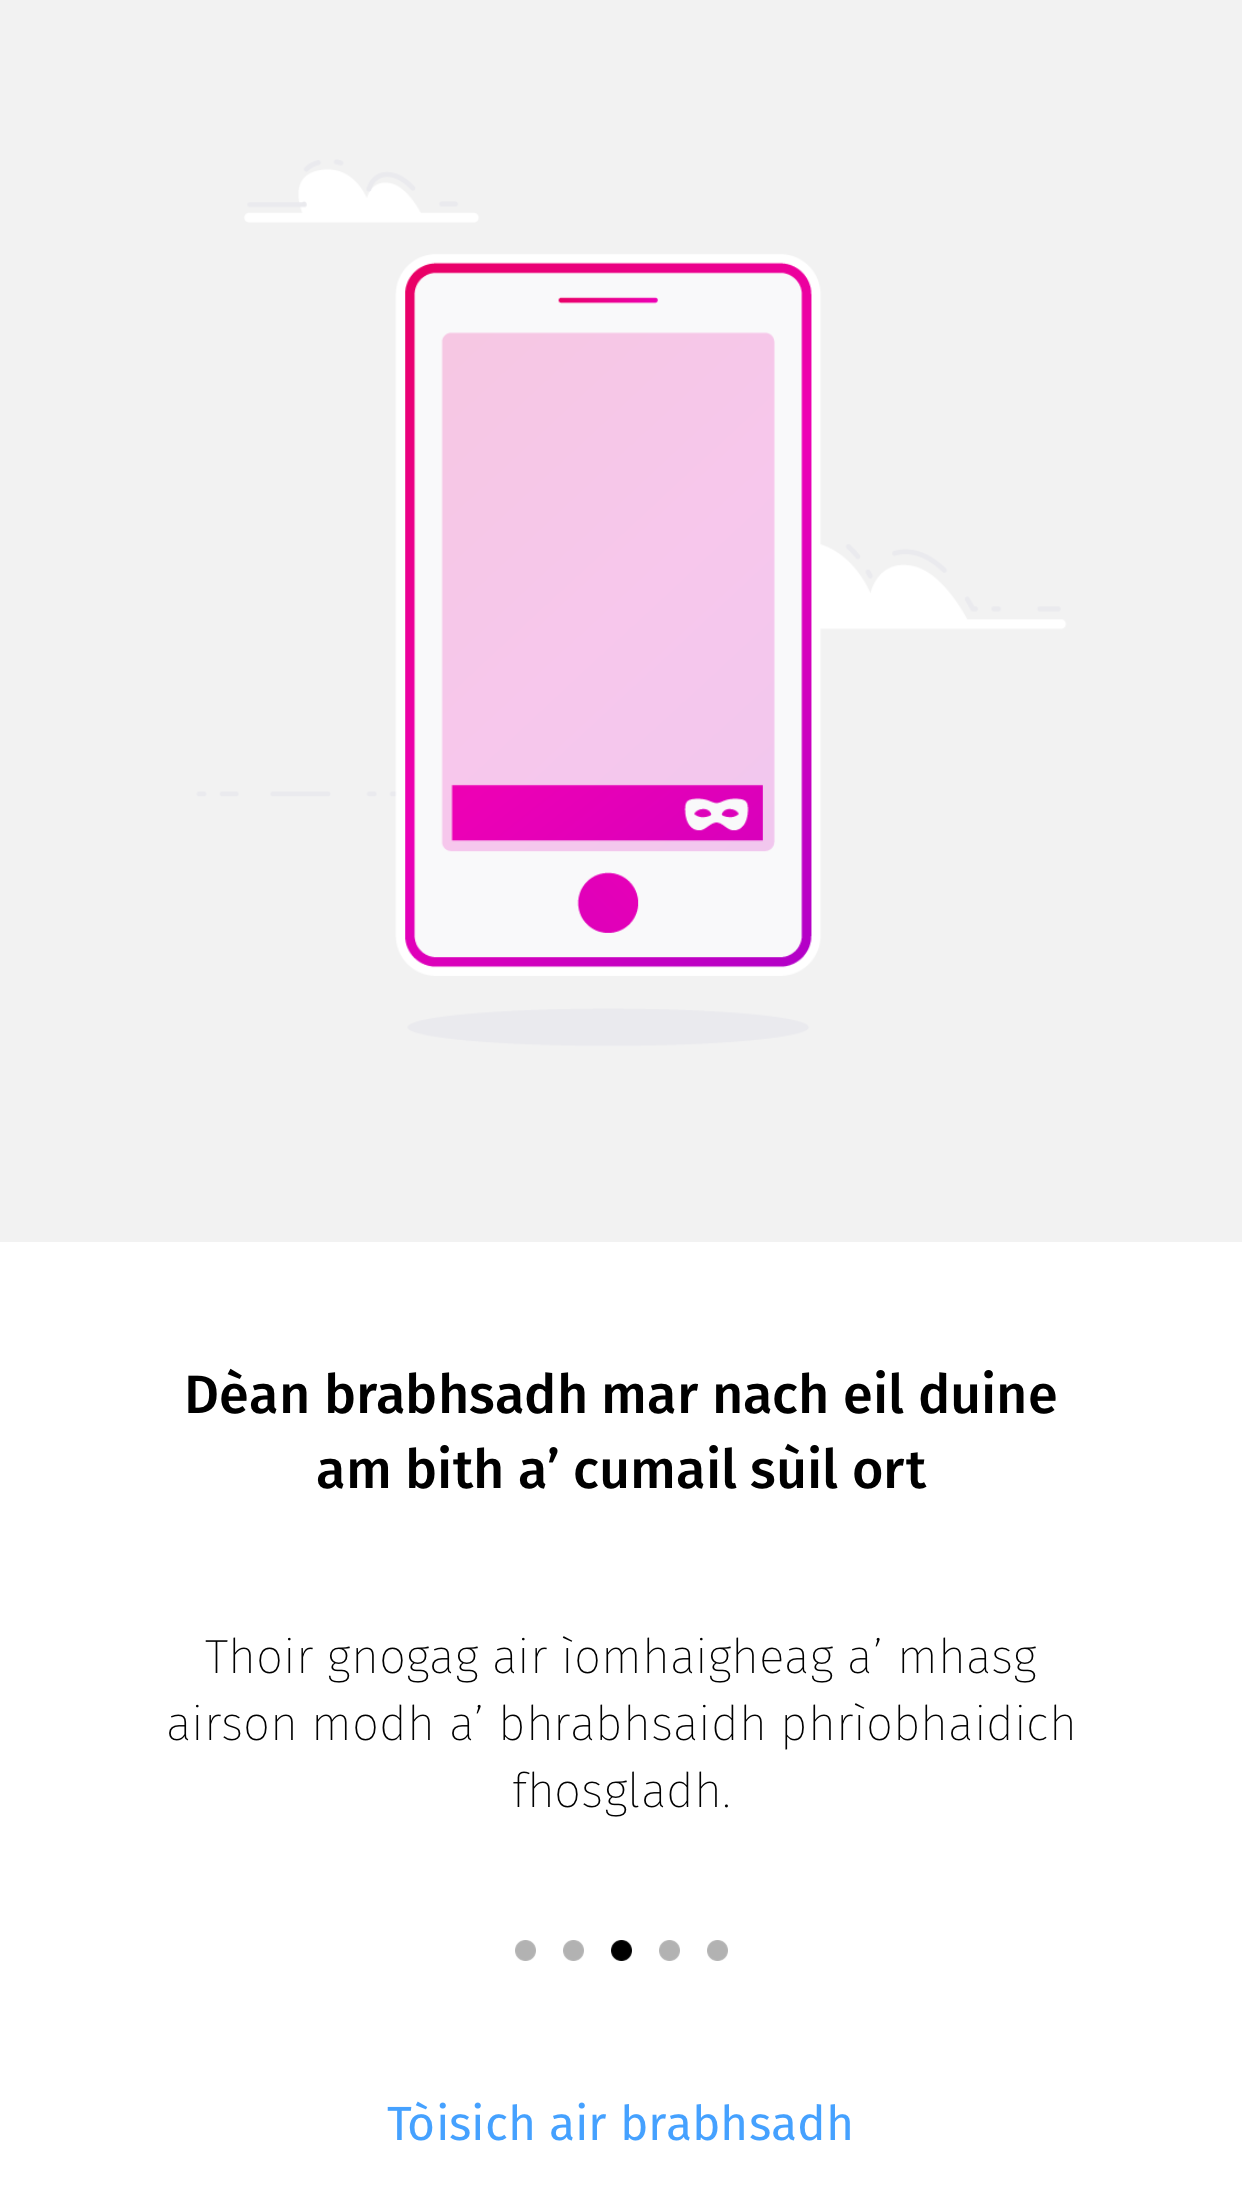 Dèan brabhsadh mar nach eil duine
am bith a’ cumail sùil ort
Thoir gnogag air ìomhaigheag a’ mhasg
airson modh a’ bhrabhsaidh phrìobhaidich
fhosgladh.
Tòisich air brabhsadh